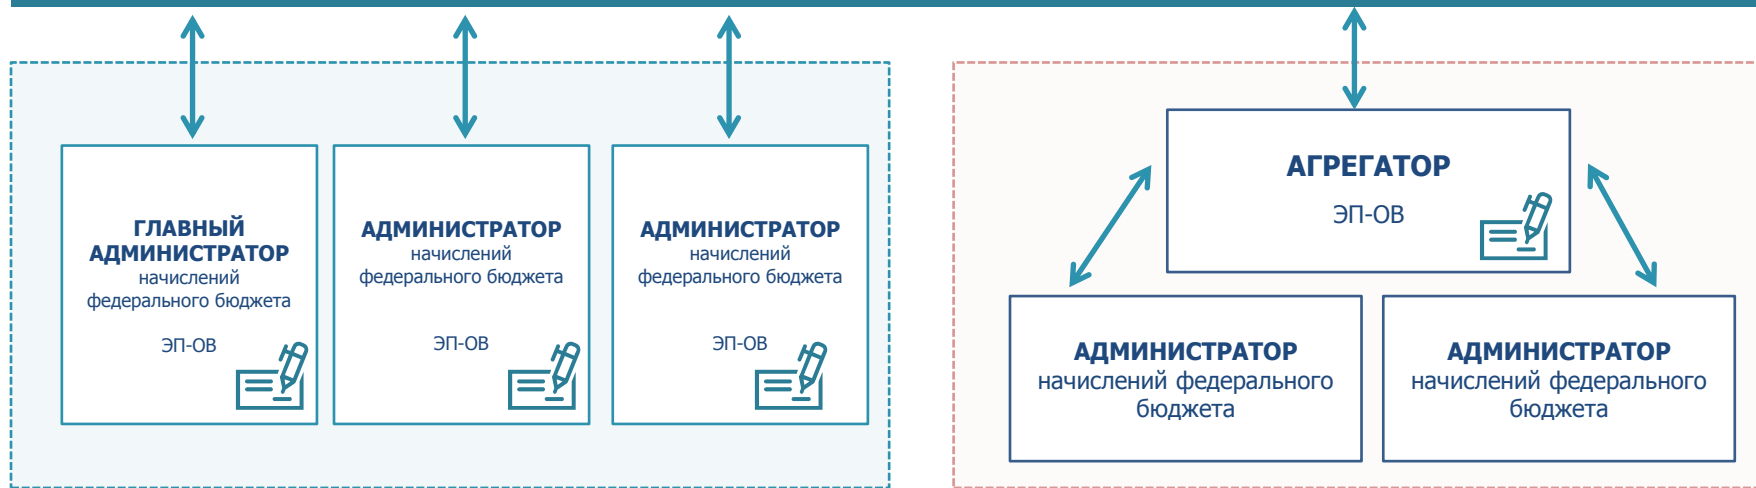 ГЛАВНЫЙ
АДМИНИСТРАТОР
начислений
федерального бюджета
ЭП-ОВ
АДМИНИСТРАТОР
начислений
федерального бюджета
ЭП-ОВ
АДМИНИСТРАТОР
начислений
федерального бюджета
ЭП-ОВ
АГРЕГАТОР
ЭП-ОВ
АДМИНИСТРАТОР
начислений федерального
бюджета
АДМИНИСТРАТОР
начислений федерального
бюджета